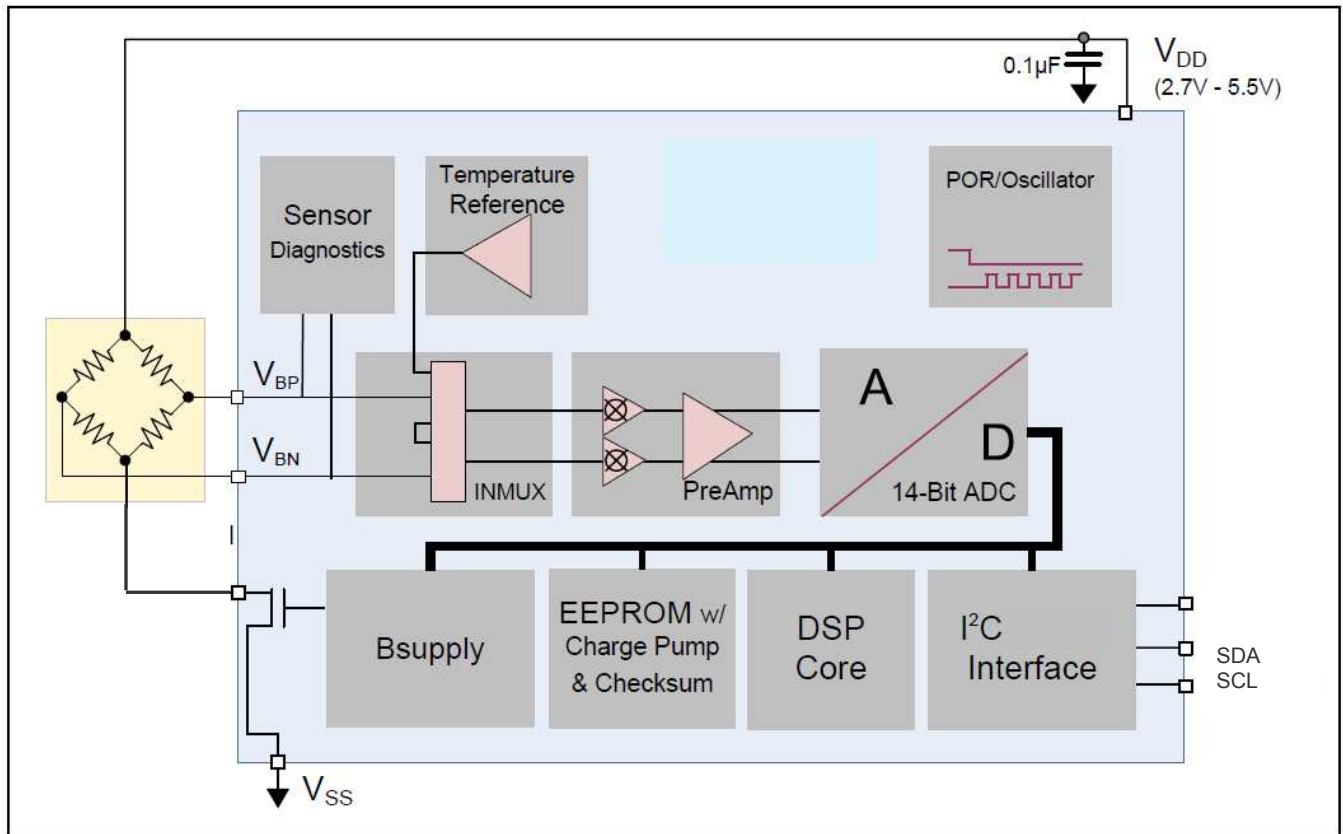 0.1µF
V_DD
(2.7V - 5.5V)
Sensor
Diagnostics
Temperature
Reference
POR/Oscillator
V_BP
V_BN
INMUX
PreAmp
A
D
14-Bit ADC
I
Bsupply
EEPROM w/
Charge Pump
& Checksum
DSP
Core
I²C
Interface
SDA
SCL
V_SS